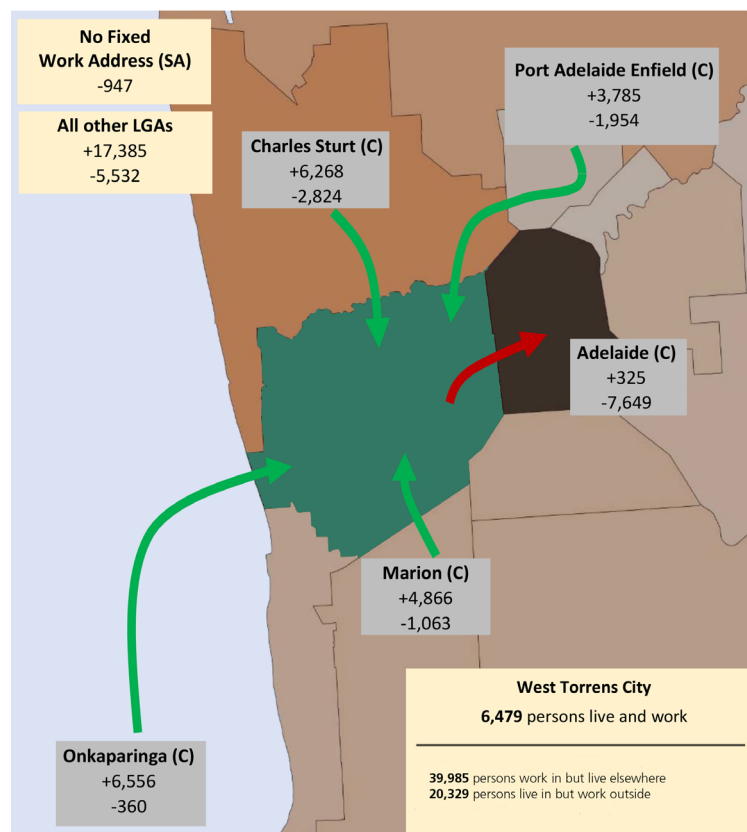 No Fixed
Work Address (SA)
-947
All other LGAs
+17,385
-5,532
Port Adelaide Enfield (C)
+3,785
-1,954
Charles Sturt (C)
+6,268
-2,824
Adelaide (C)
+325
-7,649
Marion (C)
+4,866
-1,063
Onkaparinga (C)
+6,556
-360
West Torrens City
6,479 persons live and work
39,985 persons work in but live elsewhere
20,329 persons live in but work outside